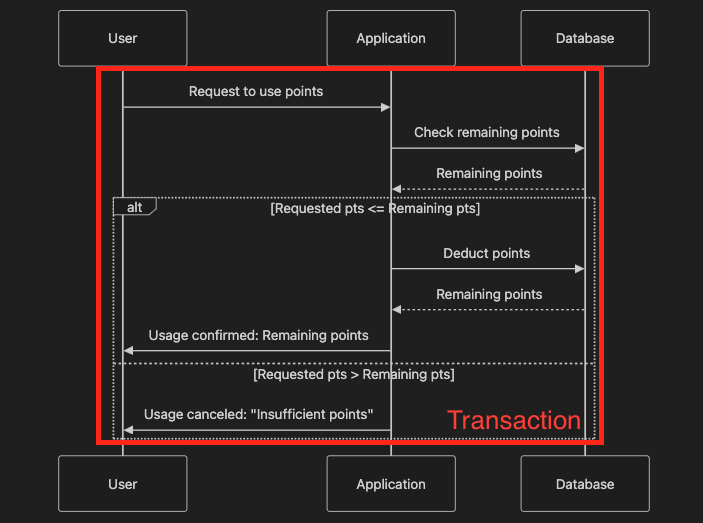 User
Application
Database
Request to use points
Check remaining points
Remaining points
alt
[Requested pts <= Remaining pts]
Deduct points
Remaining points
Usage confirmed: Remaining points
[Requested pts > Remaining pts]
Usage canceled: "Insufficient points"
Transaction
User
Application
Database